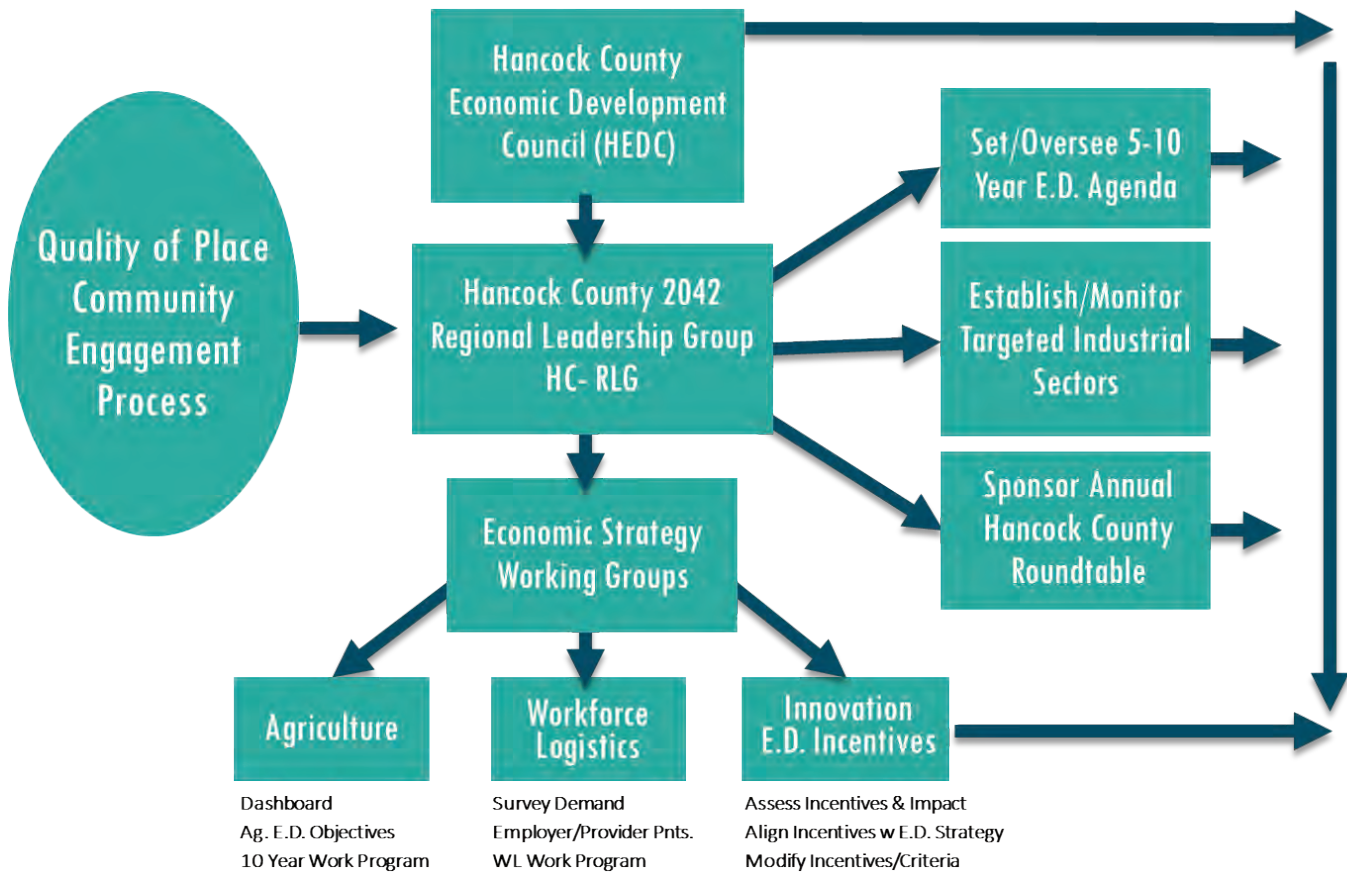 Hancock County
Economic Development
Council (HEDC)
Quality of Place
Community
Engagement
Process
Hancock County 2042
Regional Leadership Group
HC- RLG
Set/Oversee 5-10
Year E.D. Agenda
Establish/Monitor
Targeted Industrial
Sectors
Sponsor Annual
Hancock County
Roundtable
Economic Strategy
Working Groups
Agriculture
Dashboard
Ag. E.D. Objectives
10 Year Work Program
Workforce
Logistics
Survey Demand
Employer/Provider Pnts.
WL Work Program
Innovation
E.D. Incentives
Assess Incentives & Impact
Align Incentives w E.D. Strategy
Modify Incentives/Criteria